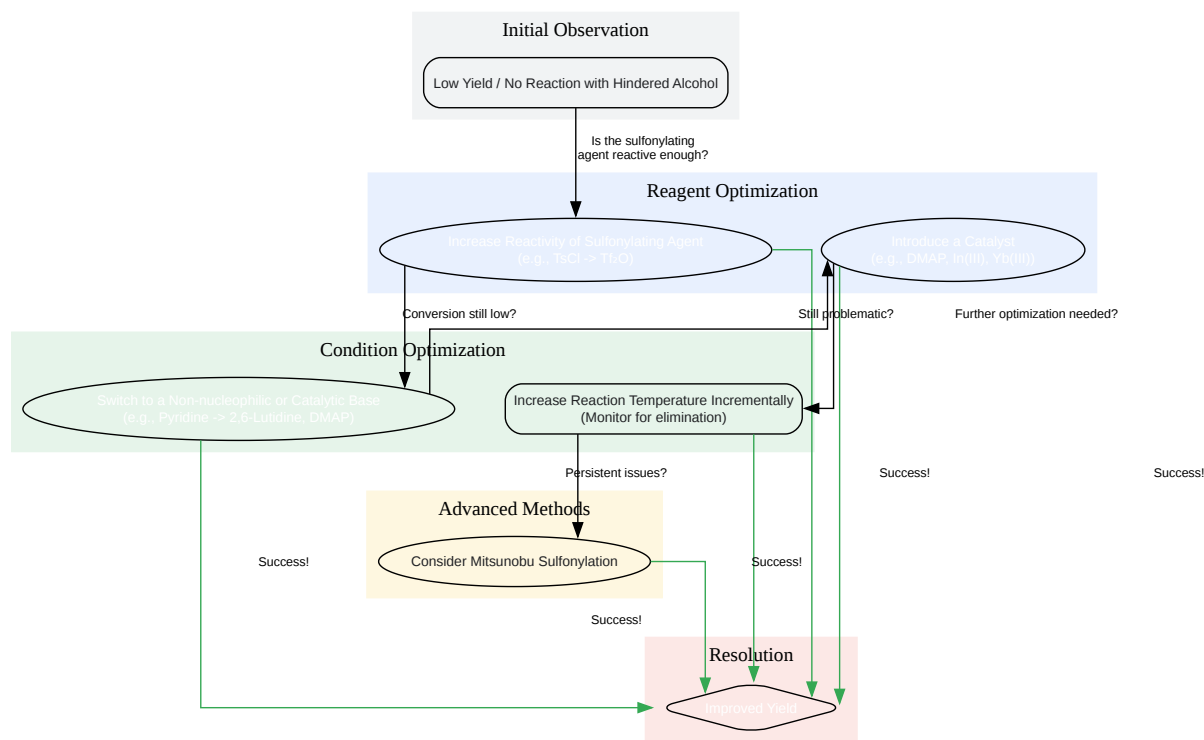 Initial Observation
Low Yield / No Reaction with Hindered Alcohol
Is the sulfonylating
agent reactive enough?
Reagent Optimization
Increase Reactivity of Sulfonylating Agent
(e.g., TsCl -> Tf₂O)
Introduce a Catalyst
(e.g., DMAP, In(III), Yb(III))
Conversion still low?
Still problematic?
Further optimization needed?
Condition Optimization
Switch to a Non-nucleophilic or Catalytic Base
(e.g., Pyridine -> 2,6-Lutidine, DMAP)
Increase Reaction Temperature Incrementally
(Monitor for elimination)
Persistent issues?
Success!
Success!
Advanced Methods
Consider Mitsunobu Sulfonylation
Success!
Success!
Success!
Resolution
Improved Yield